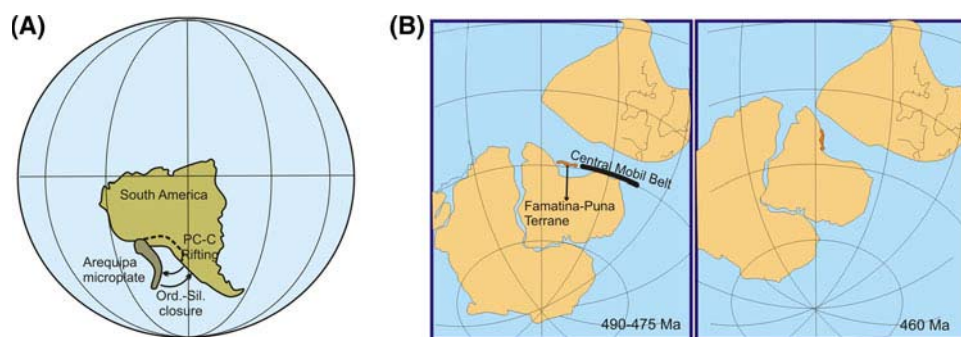 (A)
South America
PC-C
Rifting
Arequipa
microplate
Ord.-Sil.
closure
(B)
Central Mobil Belt
Famatina-Puna
Terrane
490-475 Ma
460 Ma